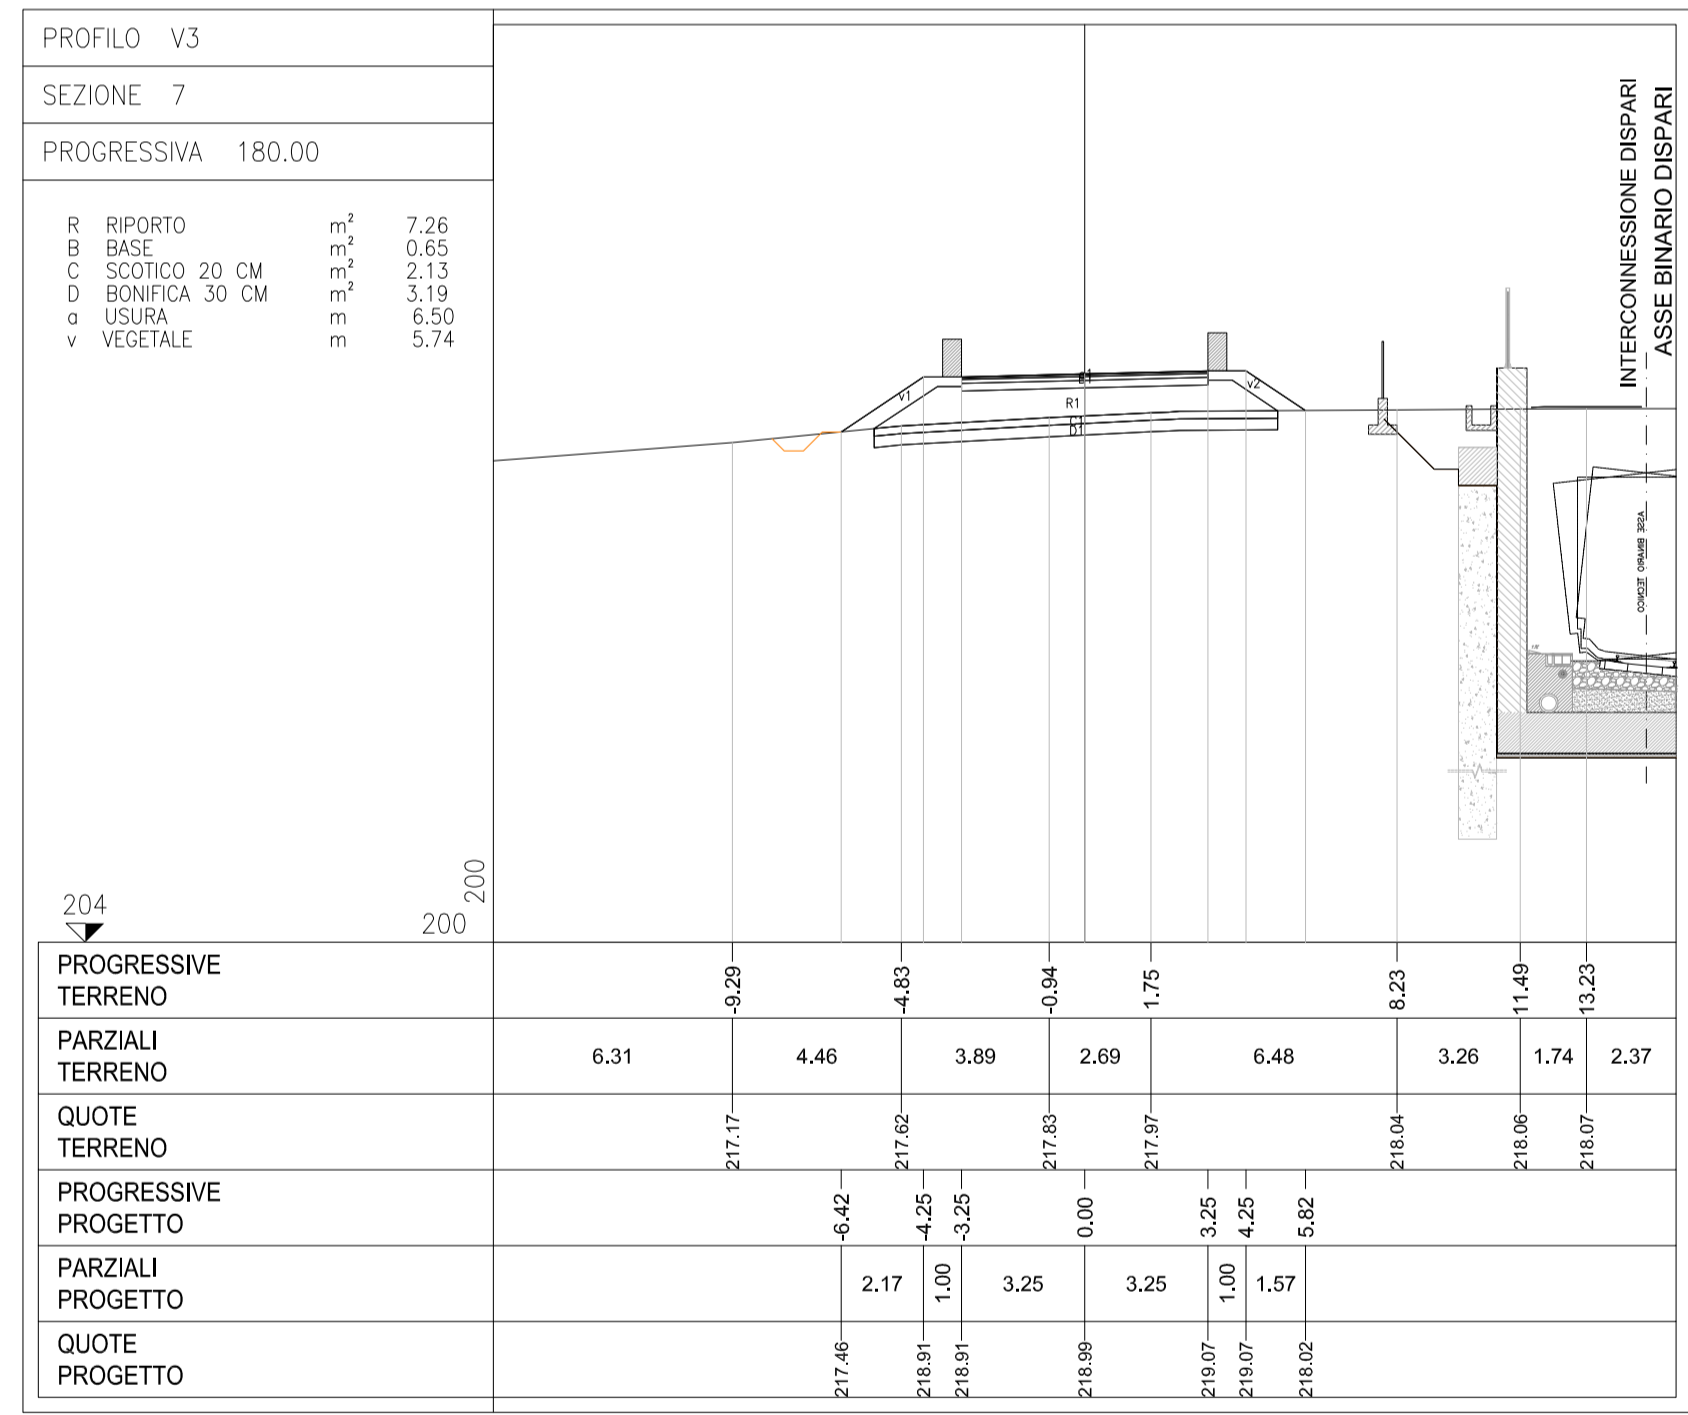 PROFILO V3
SEZIONE 7
PROGRESSIVA 180.00
R RIPORTO m² 7.26
B BASE m² 0.65
C SCOTICO 20 CM m² 2.13
D BONIFICA 30 CM m² 3.19
a USURA m 6.50
v VEGETALE m 5.74
INTERCONNESSIONE DISPARI
ASSE BINARIO DISPARI
v1
R1
C1
D1
v2
ASSE BINARIO TECNICO
204
200
200
PROGRESSIVE TERRENO
-9.29 -4.83 -0.94 1.75 8.23 11.49 13.23
PARZIALI TERRENO
6.31 4.46 3.89 2.69 6.48 3.26 1.74 2.37
QUOTE TERRENO
217.17 217.62 217.83 217.97 218.04 218.06 218.07
PROGRESSIVE PROGETTO
-6.42 -4.25 -3.25 0.00 3.25 4.25 5.82
PARZIALI PROGETTO
2.17 1.00 3.25 3.25 1.00 1.57
QUOTE PROGETTO
217.46 218.91 218.91 218.99 219.07 219.07 218.02